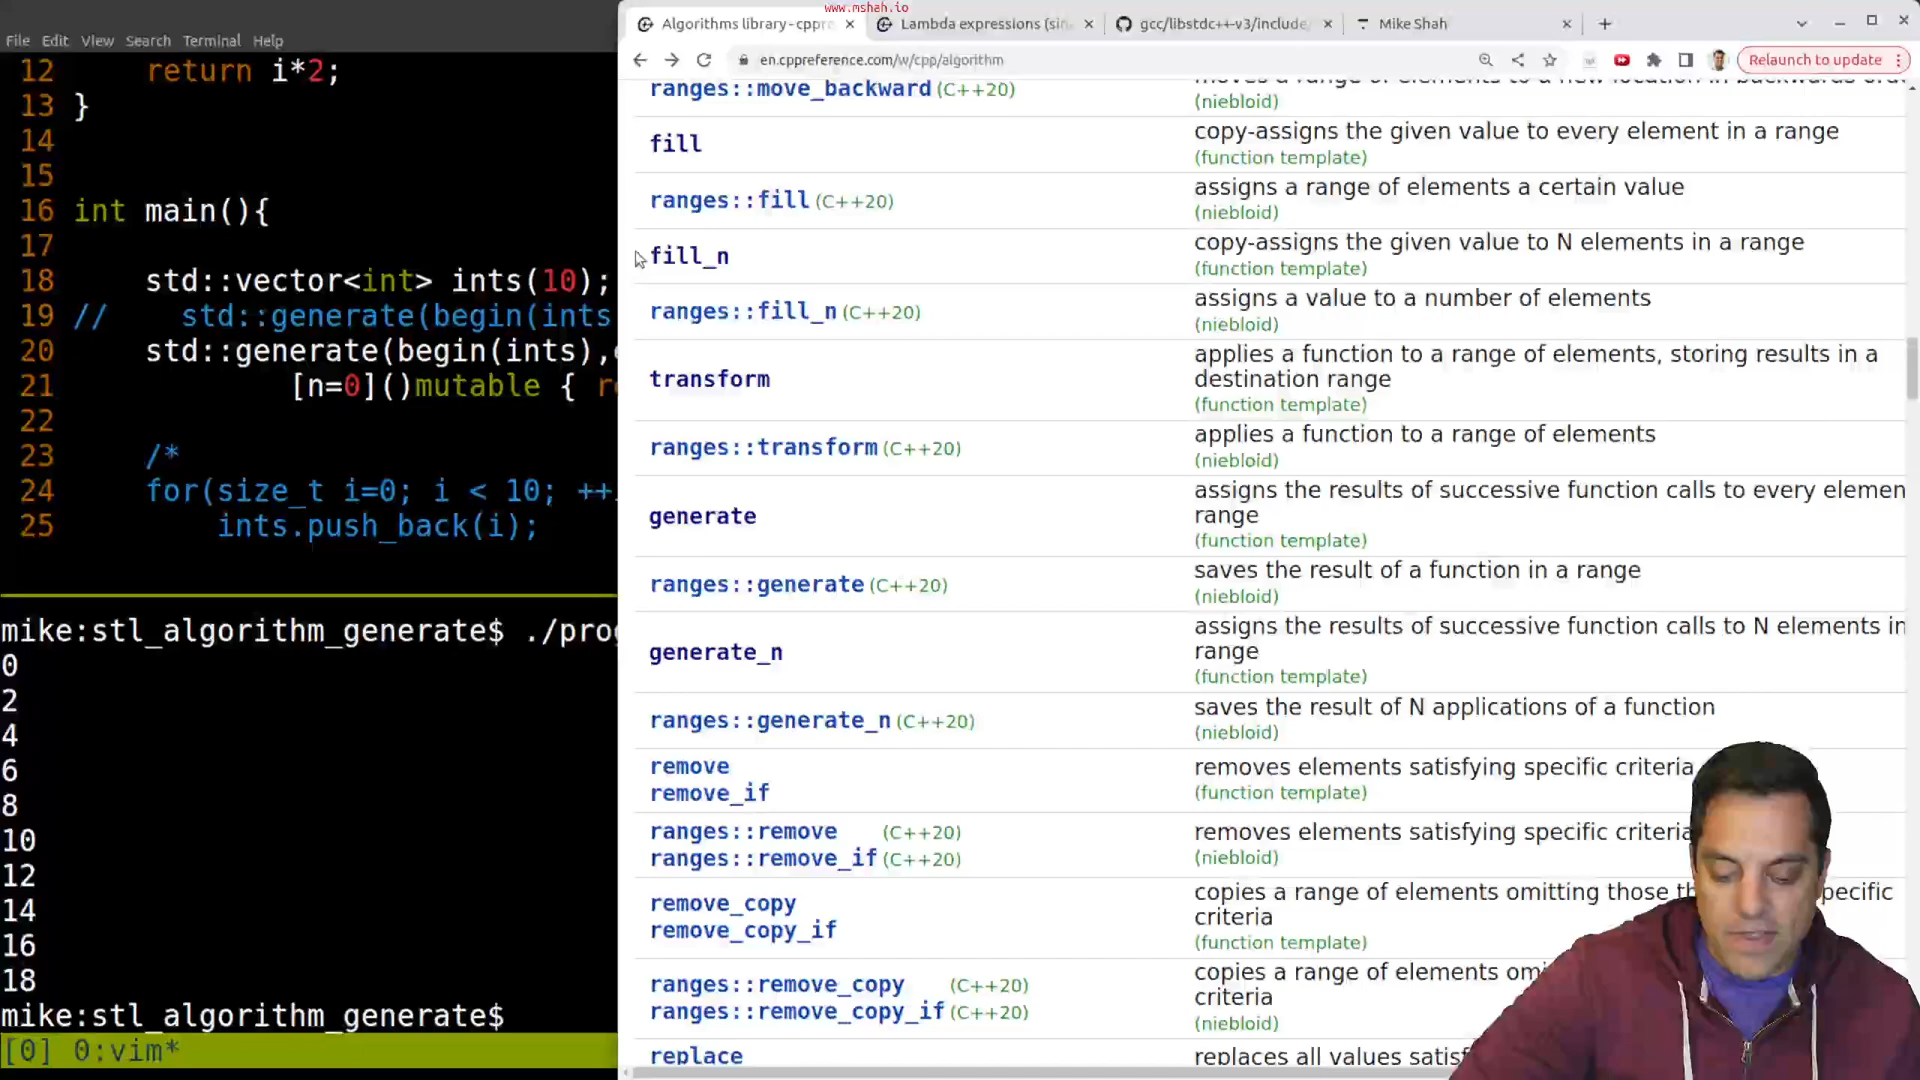 www.mshah.io
File Edit View Search Terminal Help
12 return i*2;
13 }
14
15
16 int main(){
17
18 std::vector<int> ints(10);
19 // std::generate(begin(ints
20 std::generate(begin(ints),
21 [n=0]()mutable {
22
23 /*
24 for(size_t i=0; i < 10; ++
25 ints.push_back(i);
mike:stl_algorithm_generate$ ./prog
0
2
4
6
8
10
12
14
16
18
mike:stl_algorithm_generate$
[0] 0:vim*
Algorithms library - cppre
Lambda expressions (sin
gcc/libstdc++-v3/include/
Mike Shah
en.cppreference.com/w/cpp/algorithm
Relaunch to update
ranges::move_backward (C++20)
moves a range of elements to a new location in backwards
(niebloid)
fill
copy-assigns the given value to every element in a range
(function template)
ranges::fill (C++20)
assigns a range of elements a certain value
(niebloid)
fill_n
copy-assigns the given value to N elements in a range
(function template)
ranges::fill_n (C++20)
assigns a value to a number of elements
(niebloid)
transform
applies a function to a range of elements, storing results in a
destination range
(function template)
ranges::transform (C++20)
applies a function to a range of elements
(niebloid)
generate
assigns the results of successive function calls to every elemen
range
(function template)
ranges::generate (C++20)
saves the result of a function in a range
(niebloid)
generate_n
assigns the results of successive function calls to N elements in
range
(function template)
ranges::generate_n (C++20)
saves the result of N applications of a function
(niebloid)
remove
remove_if
removes elements satisfying specific criteria
(function template)
ranges::remove (C++20)
ranges::remove_if (C++20)
removes elements satisfying specific criteria
(niebloid)
remove_copy
remove_copy_if
copies a range of elements omitting those th pecific
criteria
(function template)
ranges::remove_copy (C++20)
ranges::remove_copy_if (C++20)
copies a range of elements omi
criteria
(niebloid)
replace
replaces all values satisf